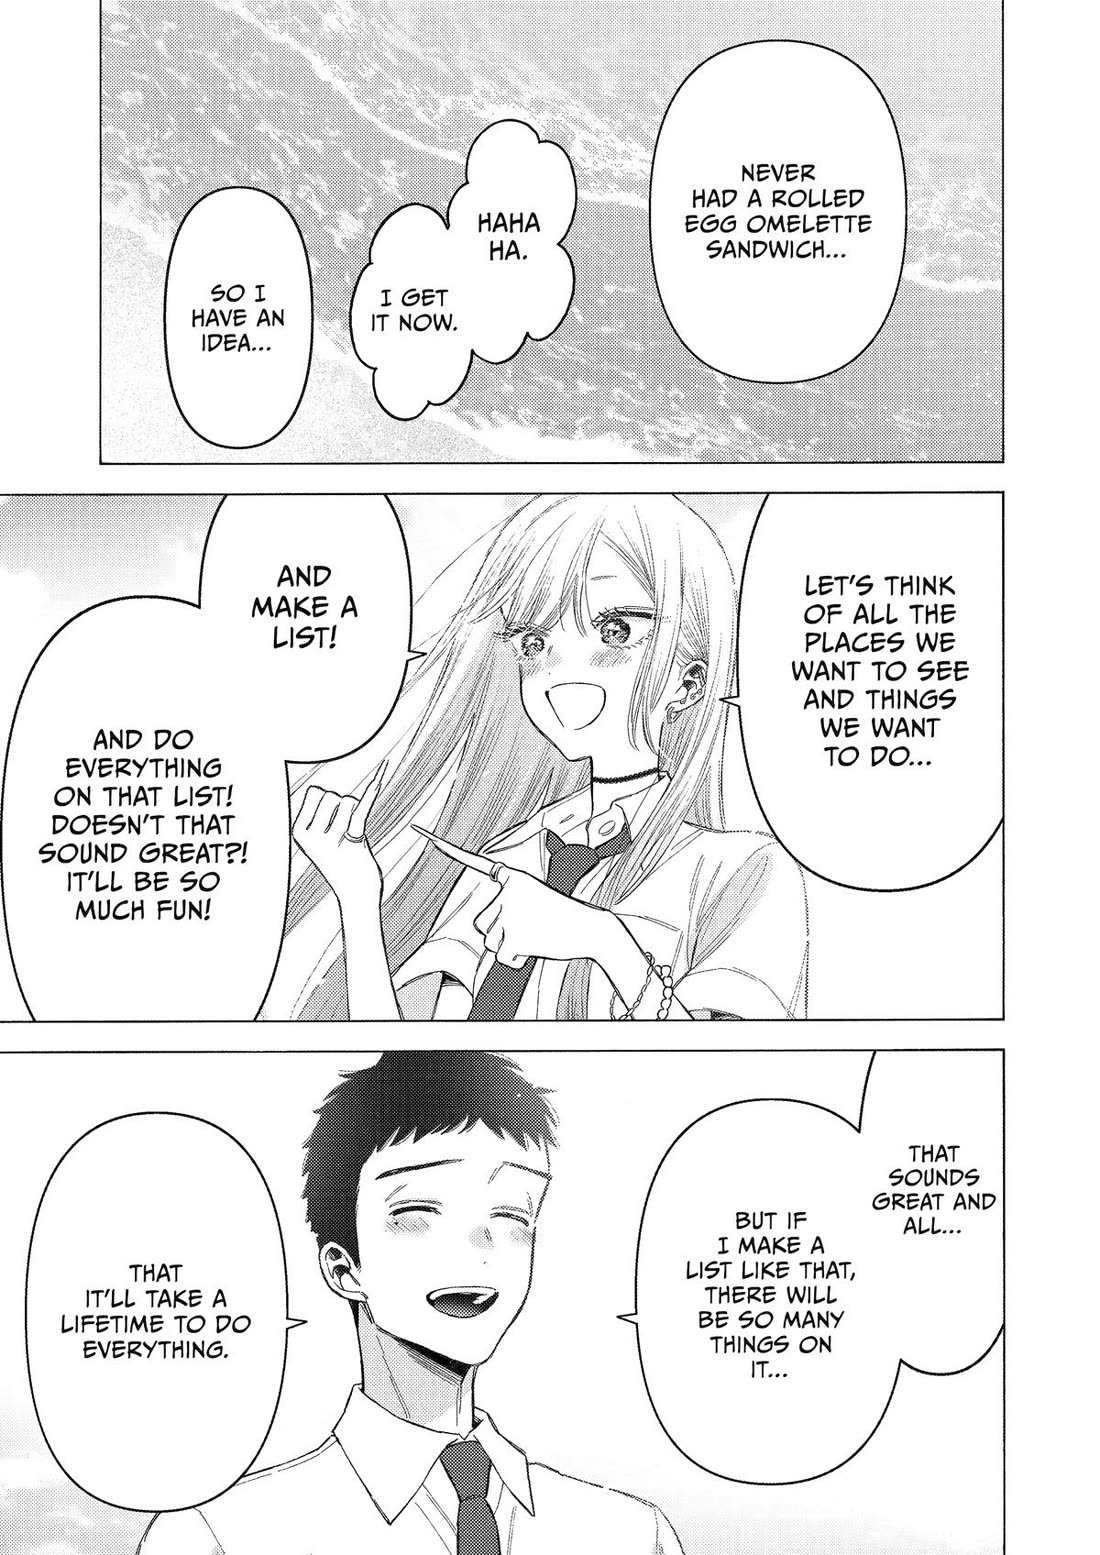 NEVER
HAD A ROLLED
EGG OMELETTE
SANDWICH...
HAHA
HA.
I GET
IT NOW.
SO I
HAVE AN
IDEA...
LET'S THINK
OF ALL THE
PLACES WE
WANT TO SEE
AND THINGS
WE WANT
TO DO...
AND
MAKE A
LIST!
AND DO
EVERYTHING
ON THAT LIST!
DOESN'T THAT
SOUND GREAT?!
IT'LL BE SO
MUCH FUN!
THAT
SOUNDS
GREAT AND
ALL...
BUT IF
I MAKE A
LIST LIKE THAT,
THERE WILL
BE SO MANY
THINGS ON
IT...
THAT
IT'LL TAKE A
LIFETIME TO DO
EVERYTHING.